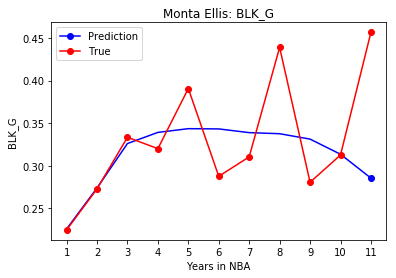 Monta Ellis: BLK_G
Prediction
True
BLK_G
0.45
0.40
0.35
0.30
0.25
1 2 3 4 5 6 7 8 9 10 11
Years in NBA